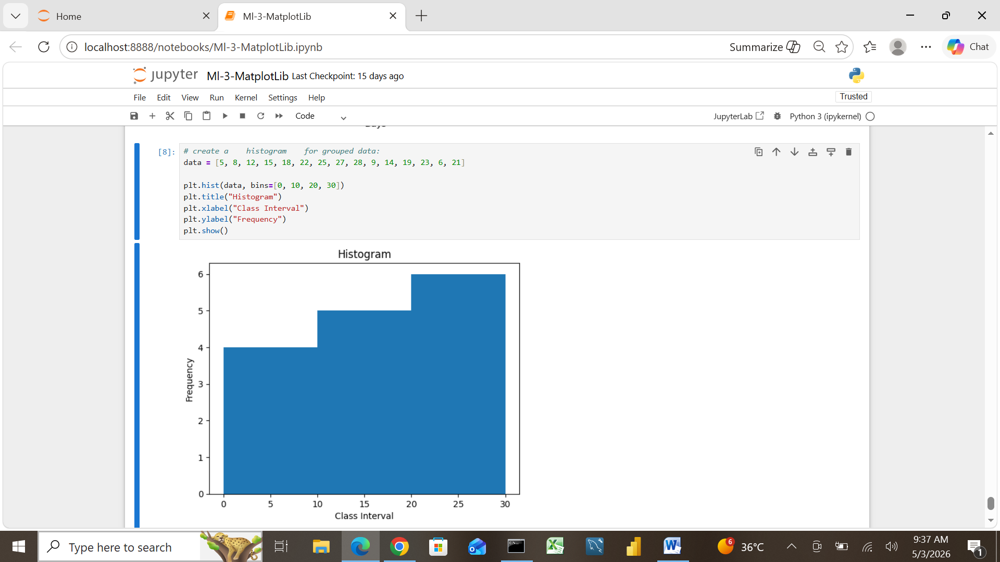 Home
Ml-3-MatplotLib
localhost:8888/notebooks/Ml-3-MatplotLib.ipynb
Summarize
Chat
jupyter Ml-3-MatplotLib Last Checkpoint: 15 days ago
File Edit View Run Kernel Settings Help
Trusted
Code
JupyterLab
Python 3 (ipykernel)
[8]:
# create a    histogram    for grouped data:
data = [5, 8, 12, 15, 18, 22, 25, 27, 28, 9, 14, 19, 23, 6, 21]
plt.hist(data, bins=[0, 10, 20, 30])
plt.title("Histogram")
plt.xlabel("Class Interval")
plt.ylabel("Frequency")
plt.show()
Histogram
6
5
4
3
2
1
0
Frequency
0 5 10 15 20 25 30
Class Interval
Type here to search
6
36°C
9:37 AM
5/3/2026
1